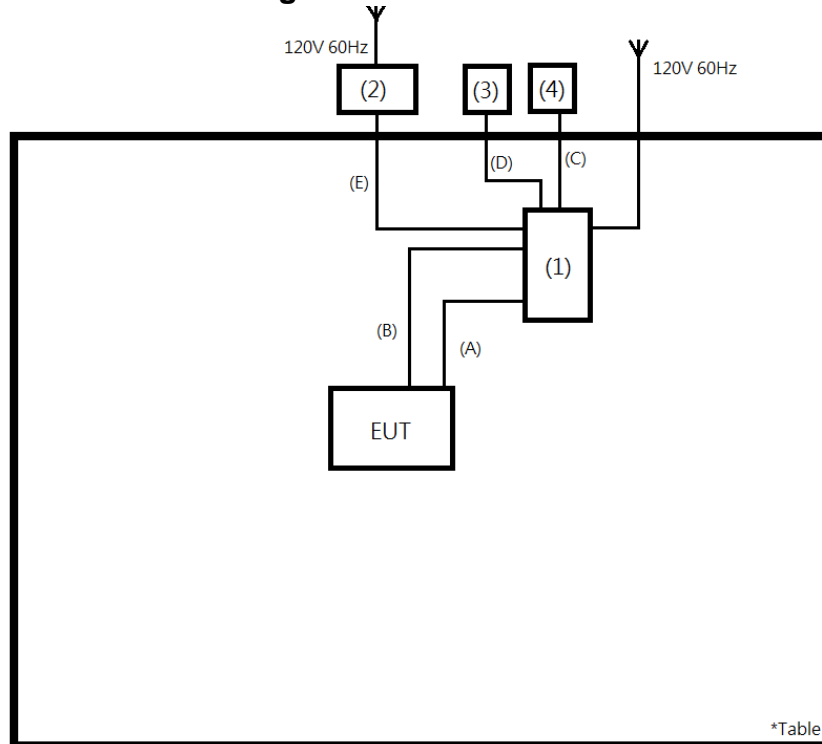 120V 60Hz
120V 60Hz
(2)
(3)
(4)
(D)
(C)
(E)
(1)
(B)
(A)
EUT
*Table